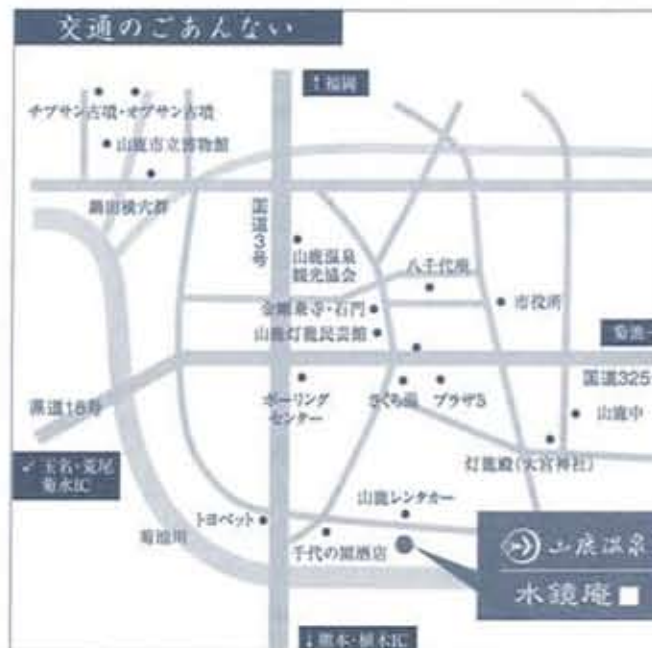 交通のごあんない
↑福岡
チブサン古墳・オブサン古墳
山鹿市立博物館
鍋田横穴群
国道3号
山鹿温泉
観光協会
八千代座
金剛乗寺・石門
市役所
山鹿灯籠民芸館
菊池→
国道325
県道18号
ボーリング
センター
さくら湯
プラザ5
山鹿中
↙玉名・荒尾
菊水IC
灯籠殿(大宮神社)
山鹿レンタカー
トヨペット
菊池川
千代の園酒店
山鹿温泉
水鏡庵
↓熊本・植木IC